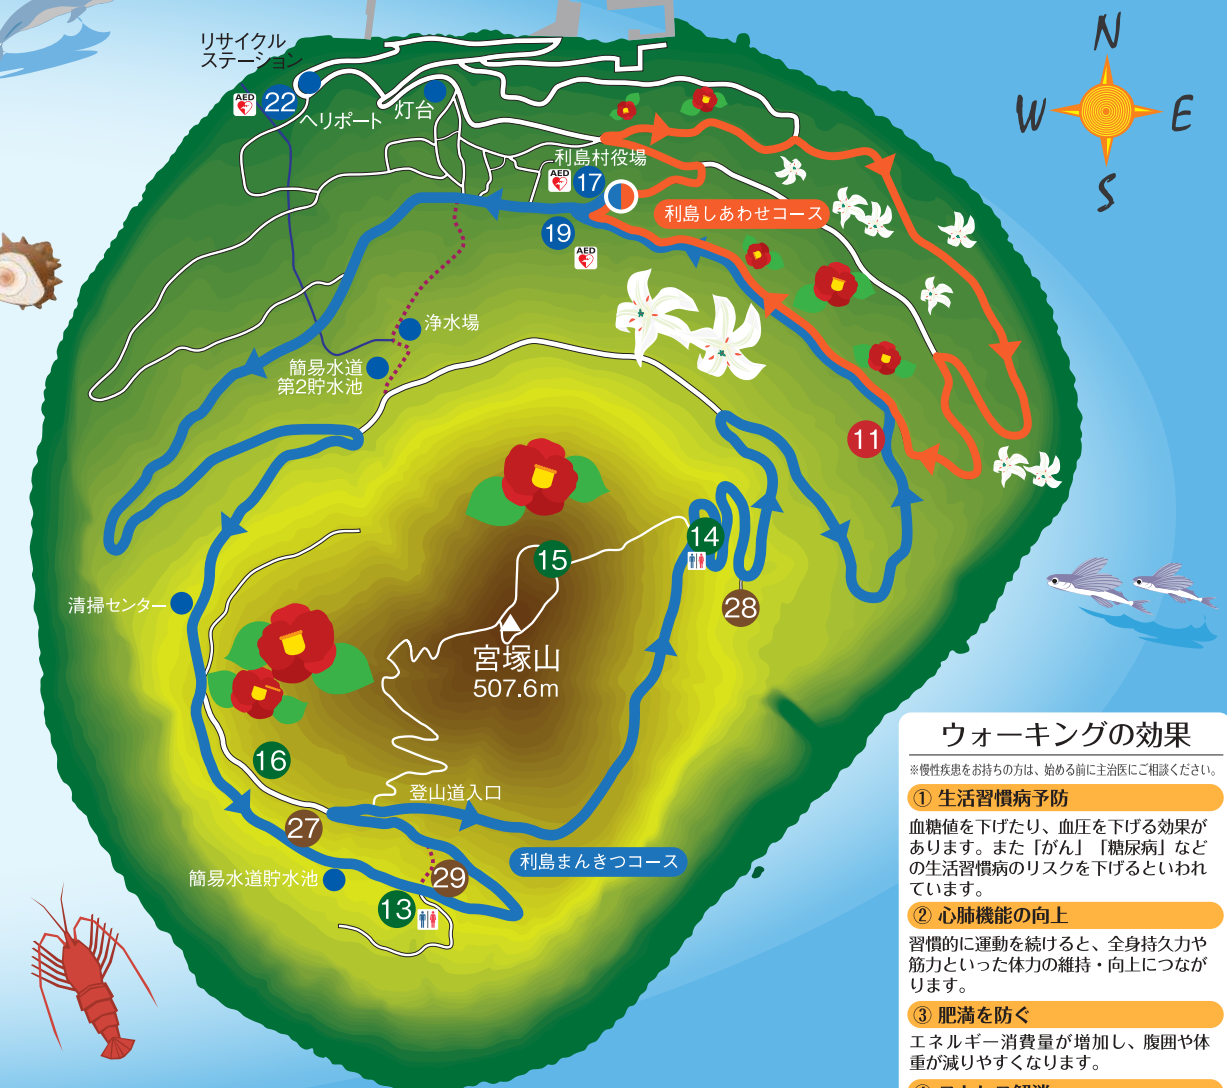 リサイクル
ステーション
N
W
E
S
AED
22
ヘリポート
灯台
利島村役場
AED
17
利島しあわせコース
19
AED
浄水場
簡易水道
第2貯水池
11
14
15
28
清掃センター
宮塚山
507.6m
16
登山道入口
27
利島まんきつコース
簡易水道貯水池
29
13
ウォーキングの効果
※慢性疾患をお持ちの方は、始める前に主治医にご相談ください。
① 生活習慣病予防
血糖値を下げたり、血圧を下げる効果が
あります。また「がん」「糖尿病」など
の生活習慣病のリスクを下げるといわれ
ています。
② 心肺機能の向上
習慣的に運動を続けると、全身持久力や
筋力といった体力の維持・向上につなが
ります。
③ 肥満を防ぐ
エネルギー消費量が増加し、腹囲や体
重が減りやすくなります。